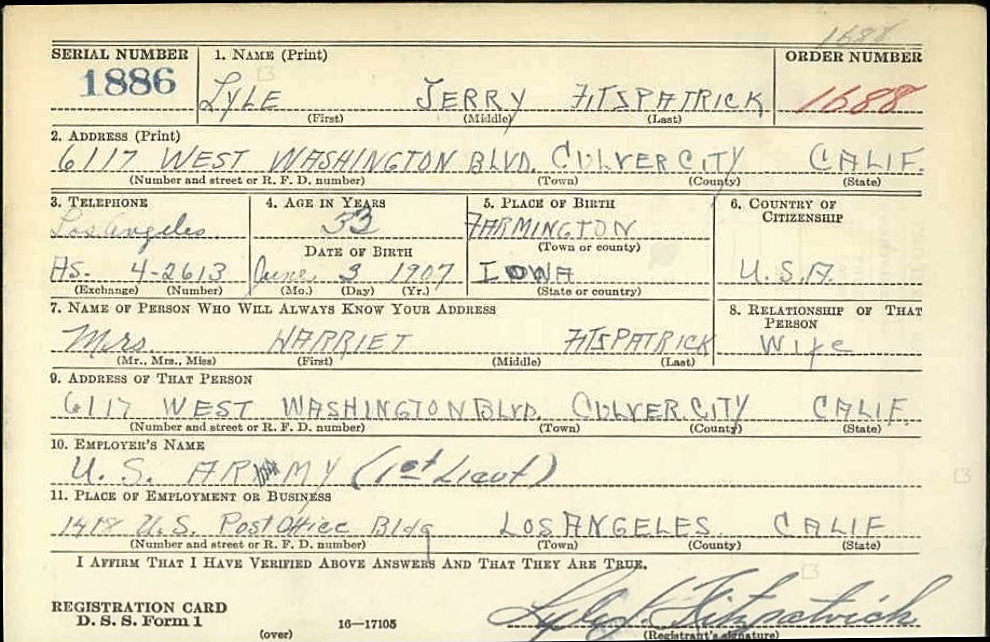 1688
SERIAL NUMBER 1. NAME (Print) ORDER NUMBER
1886 LYLE JERRY FITSPATRICK 1688
(First) (Middle) (Last)
2. ADDRESS (Print)
6117 WEST WASHINGTON BLVD. CULVER CITY CALIF.
(Number and street or R. F. D. number) (Town) (County) (State)
3. TELEPHONE 4. AGE IN YEARS 5. PLACE OF BIRTH 6. COUNTRY OF CITIZENSHIP
Los Angeles 33 FARMINGTON
DATE OF BIRTH (Town or county)
AS- 4-2613 June 3 1907 IOWA U.S.A.
(Exchange) (Number) (Mo.) (Day) (Yr.) (State or country)
7. NAME OF PERSON WHO WILL ALWAYS KNOW YOUR ADDRESS 8. RELATIONSHIP OF THAT PERSON
Mrs. HARRIET FITSPATRICK Wife
(Mr., Mrs., Miss) (First) (Middle) (Last)
9. ADDRESS OF THAT PERSON
6117 WEST WASHINGTON BLVD. CULVER CITY CALIF.
(Number and street or R. F. D. number) (Town) (County) (State)
10. EMPLOYER'S NAME
U. S. ARMY (1st Lieut)
11. PLACE OF EMPLOYMENT OR BUSINESS
U.S. Post Office Bldg LOS ANGELES CALIF
(Number and street or R. F. D. number) (Town) (County) (State)
I AFFIRM THAT I HAVE VERIFIED ABOVE ANSWERS AND THAT THEY ARE TRUE.
REGISTRATION CARD
D. S. S. Form 1 Lyle J Fitzpatrick
(over) 16—17105 (Registrant's signature)